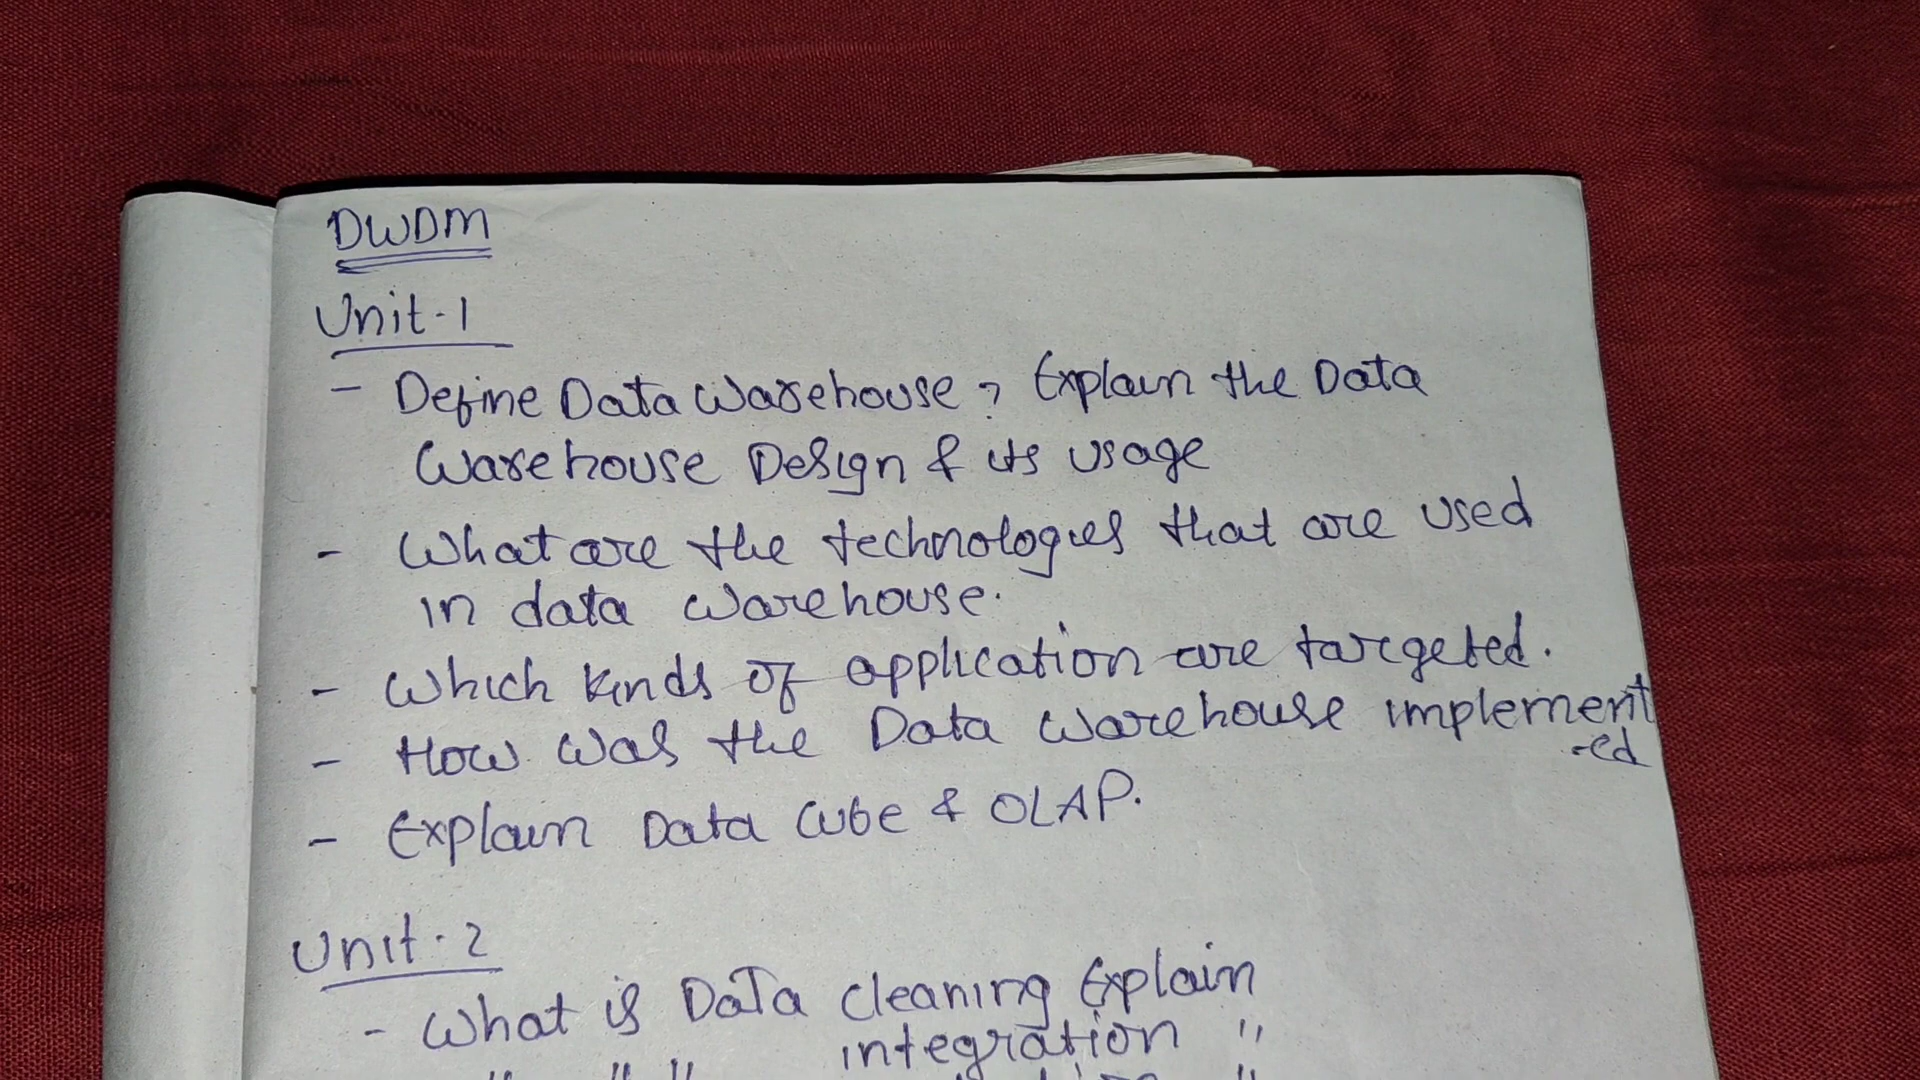 DWDM
Unit-1
- Define Data Warehouse? Explain the Data
Warehouse Design & its usage
- What are the technologies that are used
in data warehouse.
- Which kinds of application are targeted.
- How was the Data Warehouse implement
-ed
- Explain Data Cube & OLAP.
Unit-2
- What is Data cleaning Explain
integration "
" " " "